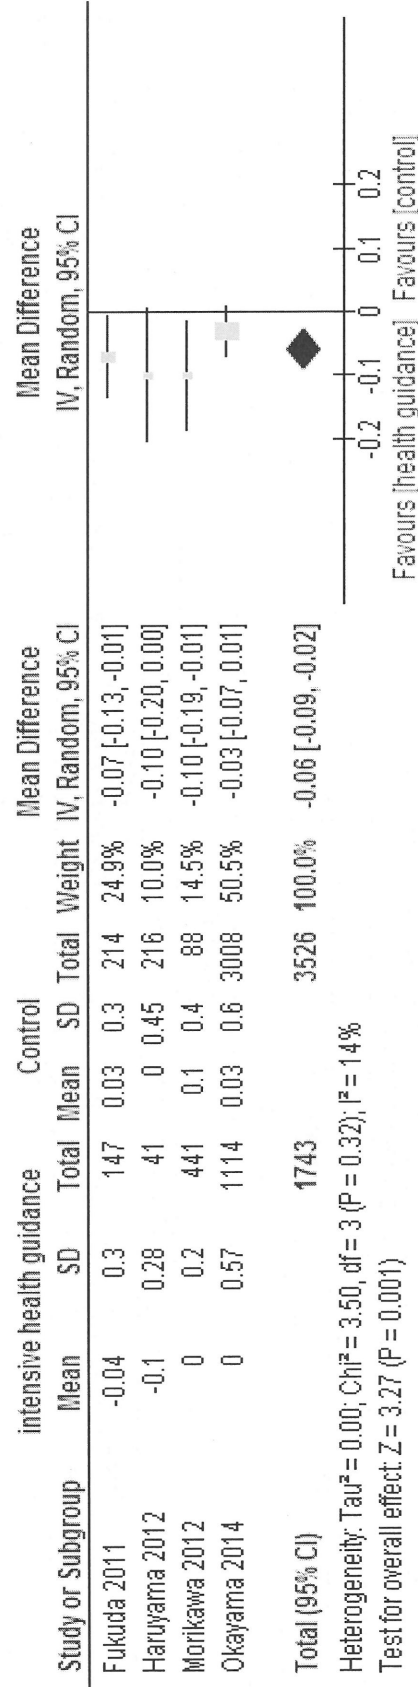 intensive health guidance Control Mean Difference Mean Difference
Study or Subgroup Mean SD Total Mean SD Total Weight IV, Random, 95% CI IV, Random, 95% CI
Fukuda 2011 -0.04 0.3 147 0.03 0.3 214 24.9% -0.07 [-0.13, -0.01]
Haruyama 2012 -0.1 0.28 41 0 0.45 216 10.0% -0.10 [-0.20, 0.00]
Morikawa 2012 0 0.2 441 0.1 0.4 88 14.5% -0.10 [-0.19, -0.01]
Okayama 2014 0 0.57 1114 0.03 0.6 3008 50.5% -0.03 [-0.07, 0.01]
Total (95% CI) 1743 3526 100.0% -0.06 [-0.09, -0.02]
Heterogeneity: Tau² = 0.00; Chi² = 3.50, df = 3 (P = 0.32); I² = 14%
Test for overall effect: Z = 3.27 (P = 0.001)
-0.2 -0.1 0 0.1 0.2
Favours [health guidance] Favours [control]